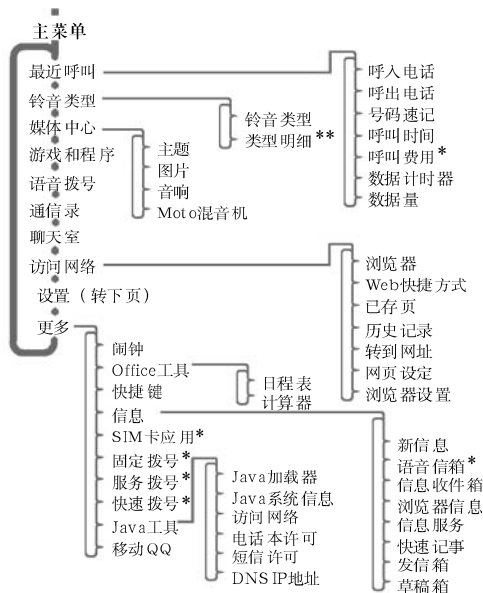 主菜单
最近呼叫
呼入电话
呼出电话
号码速记
呼叫时间
呼叫费用*
数据计时器
数据量
铃音类型
铃音类型
类型明细**
媒体中心
主题
图片
音响
Moto混音机
游戏和程序
语音拨号
通信录
聊天室
访问网络
浏览器
Web快捷方式
已存页
历史记录
转到网址
网页设定
浏览器设置
设置（转下页）
更多
闹钟
Office工具
日程表
计算器
快捷键
信息
新信息
语音信箱*
信息收件箱
浏览器信息
信息服务
快速记事
发信箱
草稿箱
SIM卡应用*
固定拨号*
服务拨号*
快速拨号*
Java工具
Java加载器
Java系统信息
访问网络
电话本许可
短信许可
DNS IP地址
移动QQ